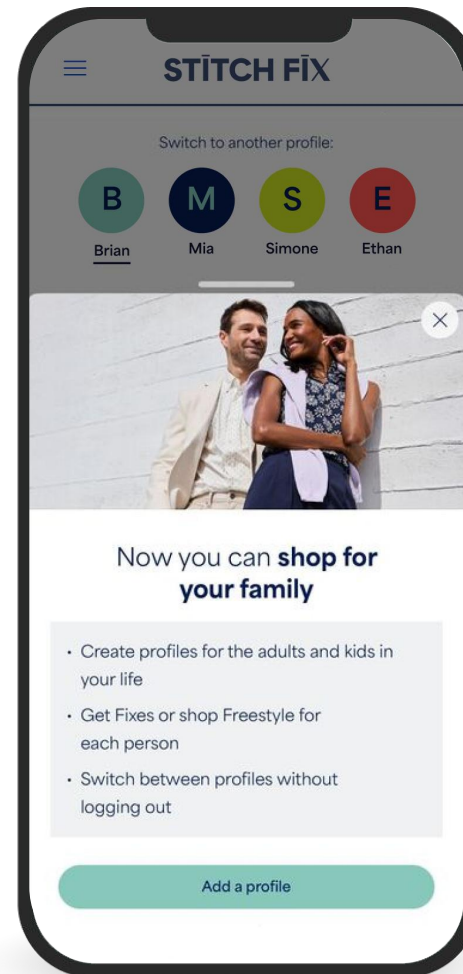 STĪTCH FĪX
Switch to another profile:
B M S E
Brian Mia Simone Ethan
Now you can shop for
your family
• Create profiles for the adults and kids in
your life
• Get Fixes or shop Freestyle for
each person
• Switch between profiles without
logging out
Add a profile